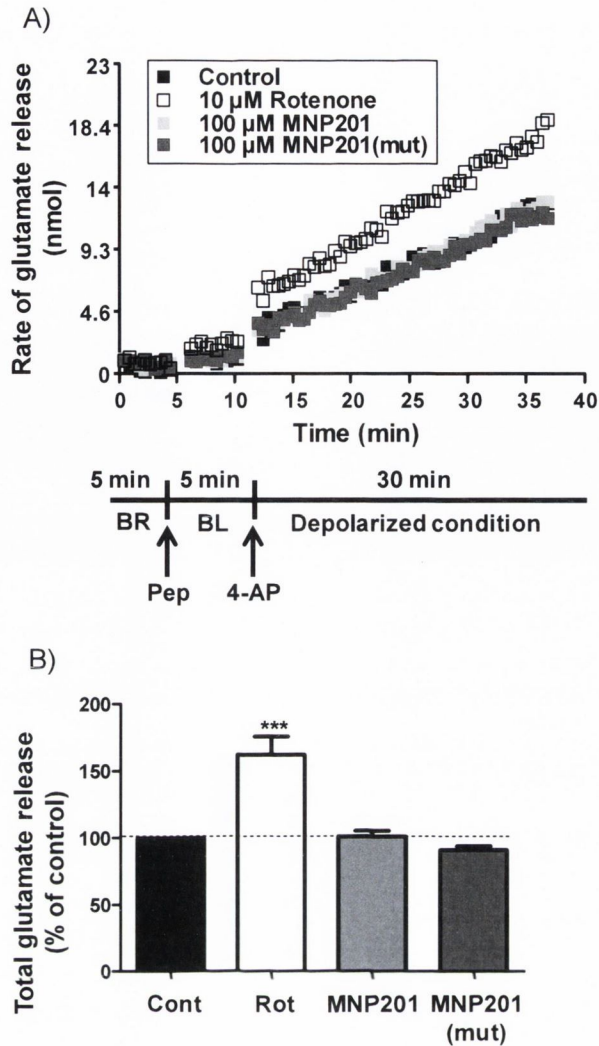 A)
Rate of glutamate release
(nmol)
23
18.4
14
9.3
4.6
0
Control
10 µM Rotenone
100 µM MNP201
100 µM MNP201(mut)
0 5 10 15 20 25 30 35 40
Time (min)
5 min 5 min 30 min
BR BL Depolarized condition
Pep 4-AP
B)
Total glutamate release
(% of control)
200
150
100
50
0
***
Cont Rot MNP201 MNP201
(mut)